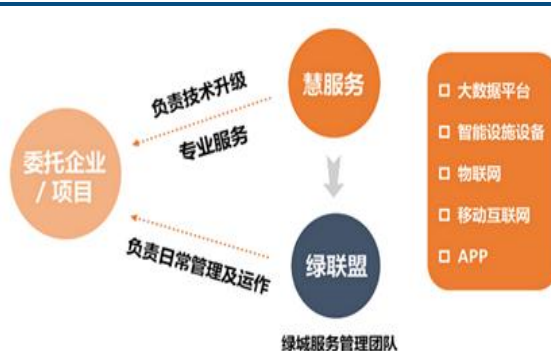 负责技术升级
专业服务
委托企业
/ 项目
负责日常管理及运作
慧服务
绿联盟
绿城服务管理团队
大数据平台
智能设施设备
物联网
移动互联网
APP